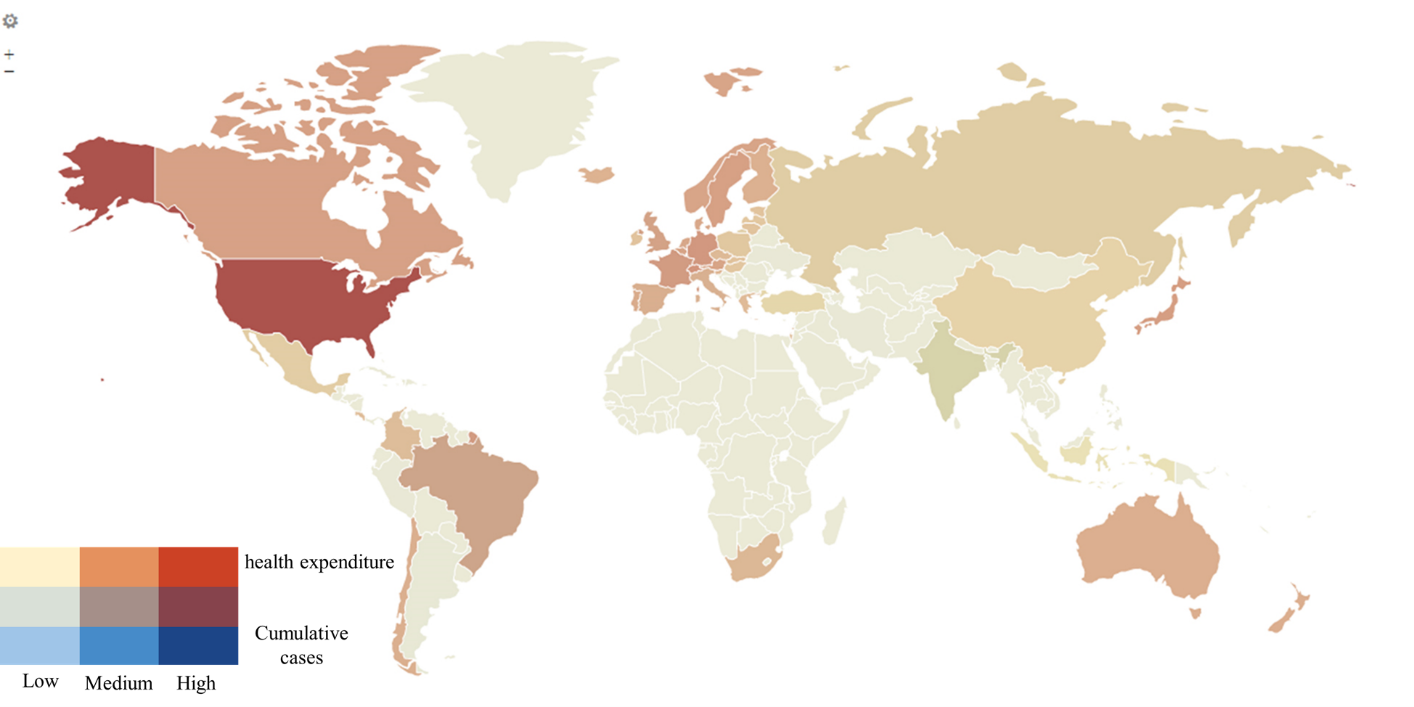 +
−
health expenditure
Cumulative
cases
Low Medium High